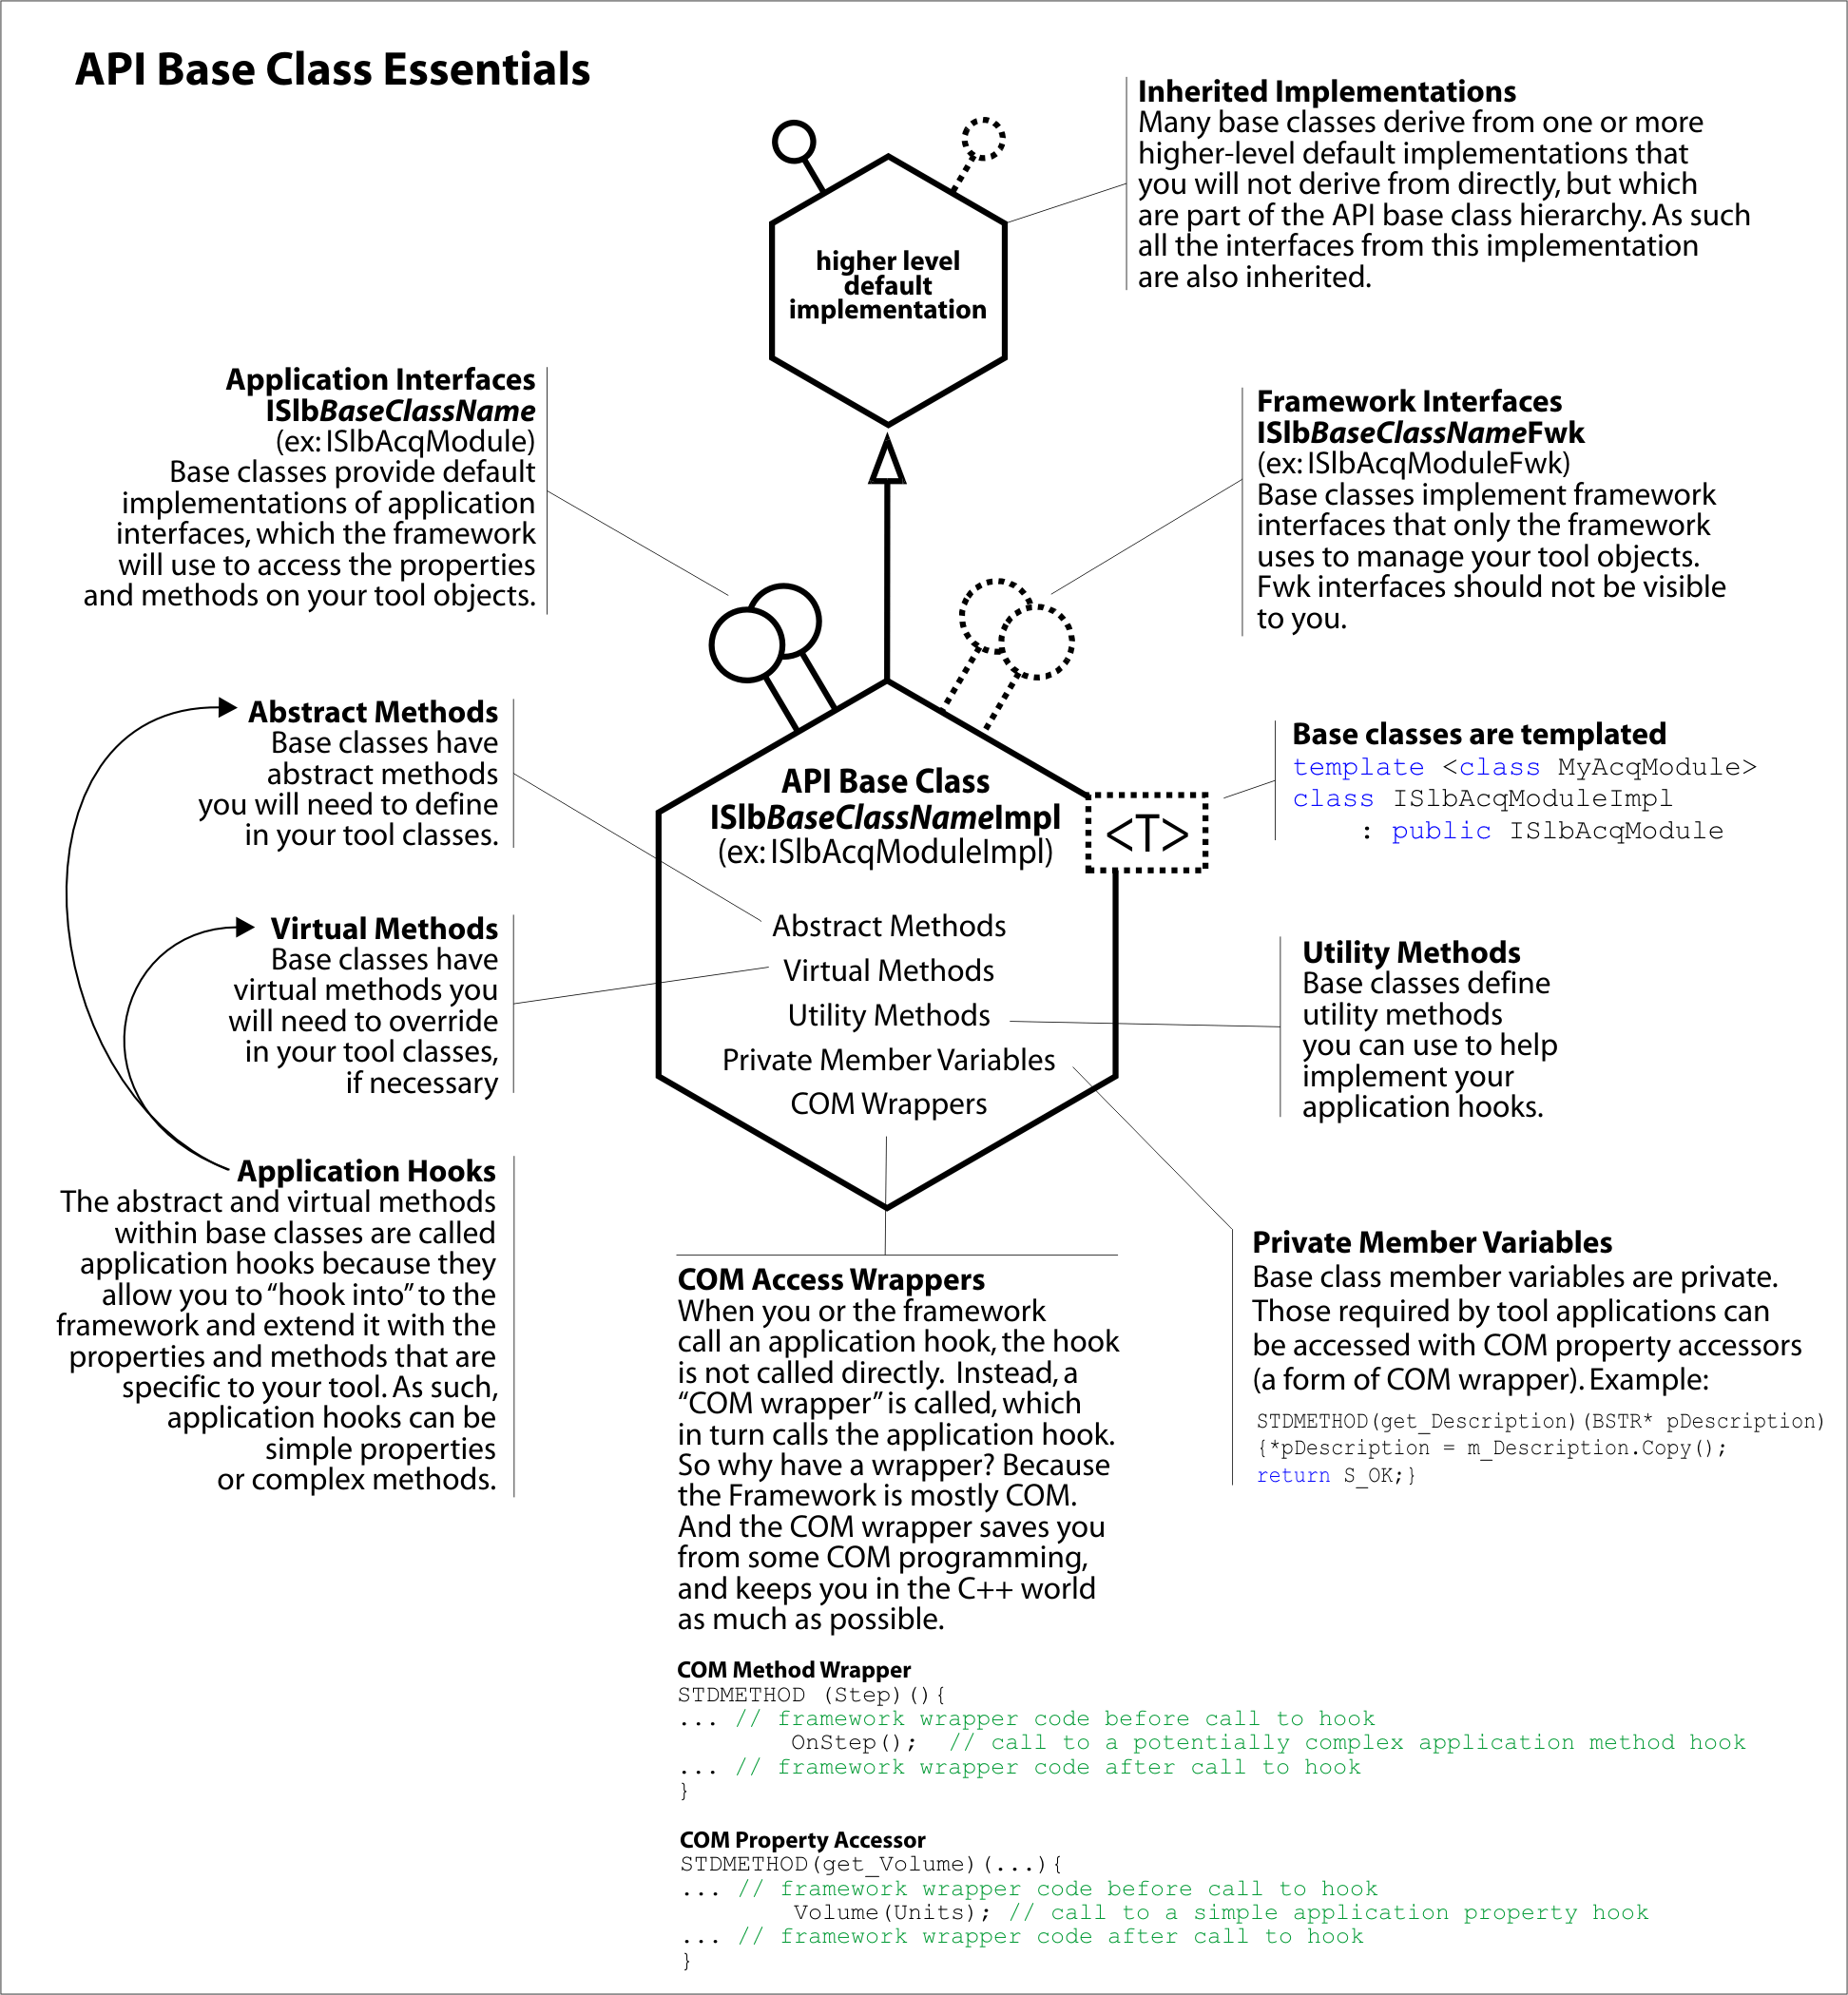 API Base Class Essentials
Inherited Implementations
Many base classes derive from one or more
higher-level default implementations that
you will not derive from directly, but which
are part of the API base class hierarchy. As such
all the interfaces from this implementation
are also inherited.
higher level
default
implementation
Application Interfaces
ISlbBaseClassName
(ex: ISlbAcqModule)
Base classes provide default
implementations of application
interfaces, which the framework
will use to access the properties
and methods on your tool objects.
Framework Interfaces
ISlbBaseClassNameFwk
(ex: ISlbAcqModuleFwk)
Base classes implement framework
interfaces that only the framework
uses to manage your tool objects.
Fwk interfaces should not be visible
to you.
Abstract Methods
Base classes have
abstract methods
you will need to define
in your tool classes.
Base classes are templated
template <class MyAcqModule>
class ISlbAcqModuleImpl
: public ISlbAcqModule
API Base Class
ISlbBaseClassNameImpl
(ex: ISlbAcqModuleImpl)
<T>
Abstract Methods
Virtual Methods
Utility Methods
Private Member Variables
COM Wrappers
Virtual Methods
Base classes have
virtual methods you
will need to override
in your tool classes,
if necessary
Utility Methods
Base classes define
utility methods
you can use to help
implement your
application hooks.
Application Hooks
The abstract and virtual methods
within base classes are called
application hooks because they
allow you to “hook into” to the
framework and extend it with the
properties and methods that are
specific to your tool. As such,
application hooks can be
simple properties
or complex methods.
Private Member Variables
Base class member variables are private.
Those required by tool applications can
be accessed with COM property accessors
(a form of COM wrapper). Example:
STDMETHOD(get_Description)(BSTR* pDescription)
{*pDescription = m_Description.Copy();
return S_OK;}
COM Access Wrappers
When you or the framework
call an application hook, the hook
is not called directly.  Instead, a
“COM wrapper” is called, which
in turn calls the application hook.
So why have a wrapper? Because
the Framework is mostly COM.
And the COM wrapper saves you
from some COM programming,
and keeps you in the C++ world
as much as possible.
COM Method Wrapper
STDMETHOD (Step)(){
... // framework wrapper code before call to hook
OnStep();  // call to a potentially complex application method hook
... // framework wrapper code after call to hook
}
COM Property Accessor
STDMETHOD(get_Volume)(...){
... // framework wrapper code before call to hook
Volume(Units); // call to a simple application property hook
... // framework wrapper code after call to hook
}